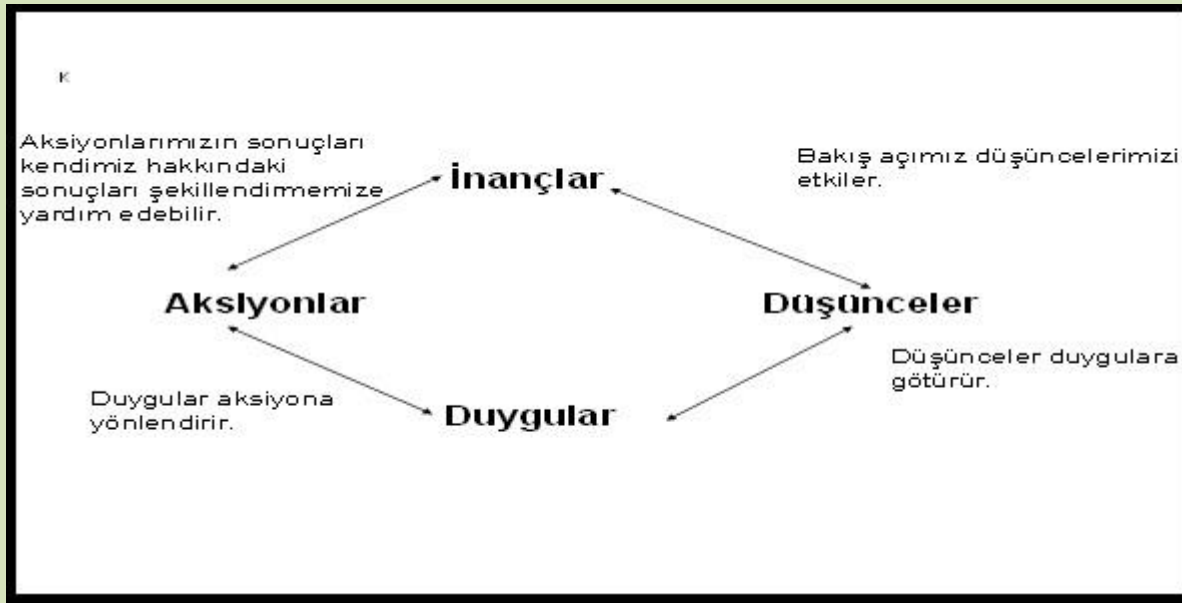 K
Aksiyonlarımızın sonuçları
kendimiz hakkındaki
sonuçları şekillendirmemize
yardım edebilir.
İnançlar
Bakış açımız düşüncelerimizi
etkiler.
Aksiyonlar
Düşünceler
Düşünceler duygulara
götürür.
Duygular aksiyona
yönlendirir.
Duygular